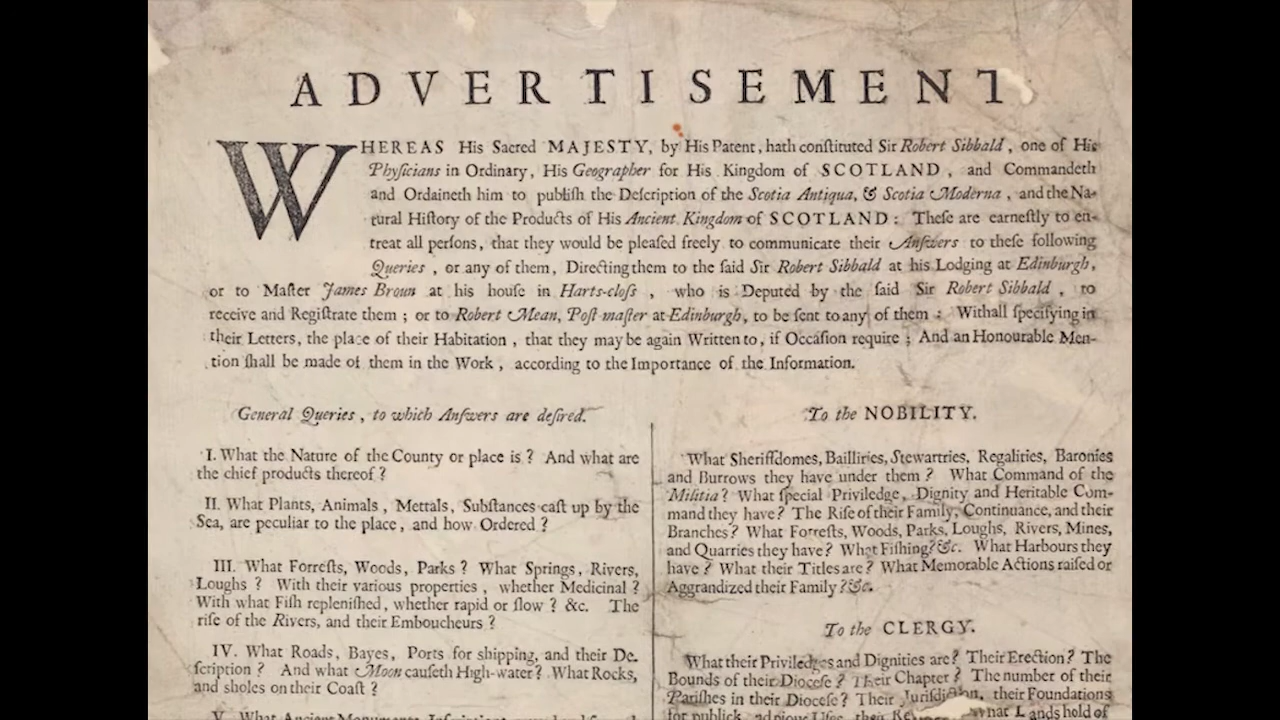 ADVERTISEMENT
WHEREAS His Sacred MAJESTY, by His Patent, hath conſtituted Sir Robert Sibbald, one of His
Phyſicians in Ordinary, His Geographer for His Kingdom of SCOTLAND, and Commandeth
and Ordaineth him to publiſh the Deſcription of the Scotia Antiqua, & Scotia Moderna, and the Na-
tural Hiſtory of the Products of His Ancient Kingdom of SCOTLAND: Theſe are earneſtly to en-
treat all perſons, that they would be pleaſed freely to communicate their Anſwers to theſe following
Queries, or any of them, Directing them to the ſaid Sir Robert Sibbald at his Lodging at Edinburgh,
or to Maſter James Broun at his houſe in Harts-cloſs, who is Deputed by the ſaid Sir Robert Sibbald, to
receive and Regiſtrate them; or to Robert Mean, Poſt-maſter at Edinburgh, to be ſent to any of them: Withall ſpecifying in
their Letters, the place of their Habitation, that they may be again Written to, if Occaſion require; And an Honourable Men-
tion ſhall be made of them in the Work, according to the Importance of the Information.
General Queries, to which Anſwers are deſired.
I. What the Nature of the County or place is? And what are
the chief products thereof?
II. What Plants, Animals, Mettals, Subſtances caſt up by the
Sea, are peculiar to the place, and how Ordered?
III. What Forreſts, Woods, Parks? What Springs, Rivers,
Loughs? With their various properties, whether Medicinal?
With what Fiſh repleniſhed, whether rapid or ſlow? &c. The
riſe of the Rivers, and their Emboucheurs?
IV. What Roads, Bayes, Ports for shipping, and their De-
ſcription? And what Moon cauſeth High-water? What Rocks,
and sholes on their Coaſt?
V. What Ancient Monuments, Inſcriptions
To the NOBILITY.
What Sheriffdomes, Bailliries, Stewartries, Regalities, Baronies
and Burrows they have under them? What Command of the
Militia? What ſpecial Priviledge, Dignity and Heritable Com-
mand they have? The Riſe of their Family, Continuance, and their
Branches? What Forreſts, Woods, Parks, Loughs, Rivers, Mines,
and Quarries they have? What Fiſhing? &c. What Harbours they
have? What their Titles are? What Memorable Actions raiſed or
Aggrandized their Family? &c.
To the CLERGY.
What their Priviledges and Dignities are? Their Erection? The
Bounds of their Dioceſe? Their Chapter? The number of their
Pariſhes in their Dioceſe? Their Jurſdiction, their Foundations
for publick, ad pious Uſes, their What Lands hold of